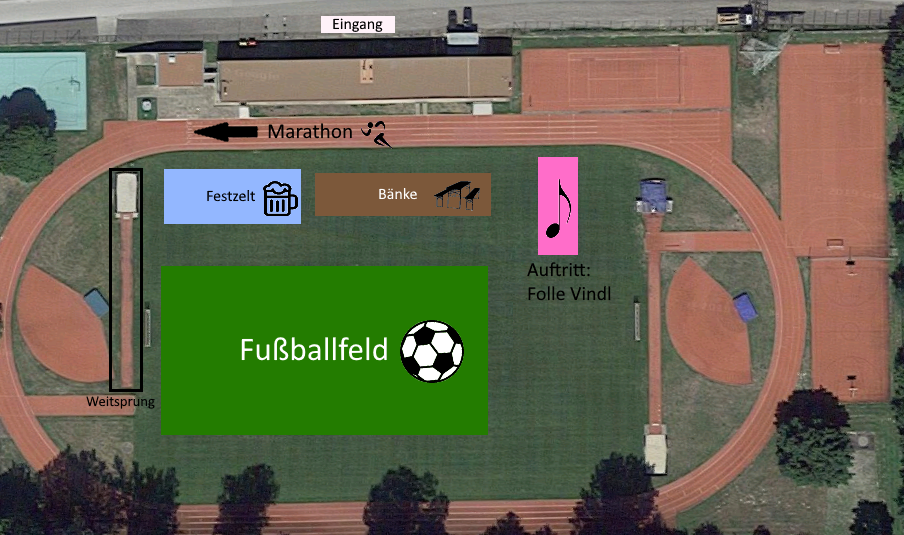 Eingang
Marathon
Festzelt
Bänke
Auftritt:
Folle Vindl
Fußballfeld
Weitsprung